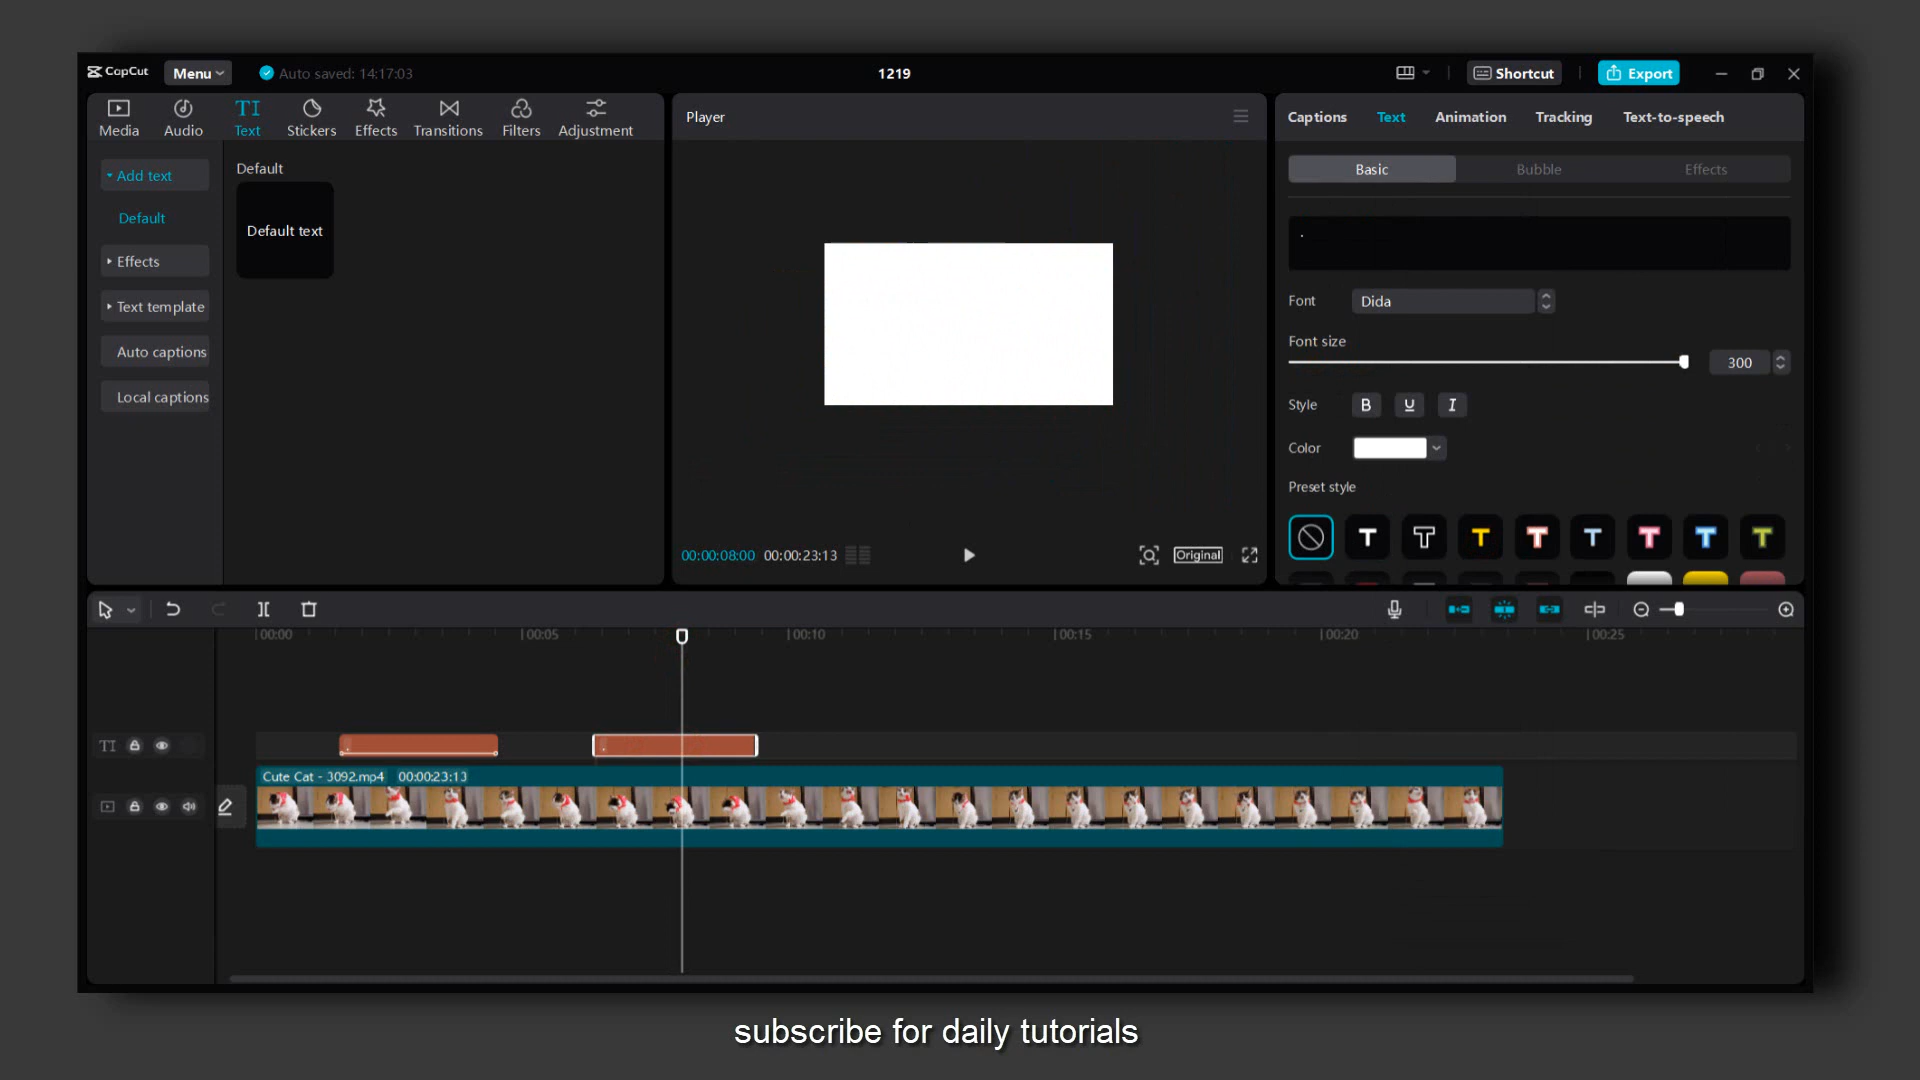 CapCut
Menu
Auto saved: 14:17:03
1219
Shortcut
Export
Media
Audio
TI
Text
Stickers
Effects
Transitions
Filters
Adjustment
Add text
Default
Effects
Text template
Auto captions
Local captions
Default
Default text
Player
00:00:08:00
00:00:23:13
Original
Captions
Text
Animation
Tracking
Text-to-speech
Basic
Bubble
Effects
.
Font
Dida
Font size
300
Style
B
U
I
Color
Preset style
T T T T T T T T
00:00
00:05
00:10
00:15
00:20
00:25
TI
Cute Cat - 3092.mp4
00:00:23:13
subscribe for daily tutorials